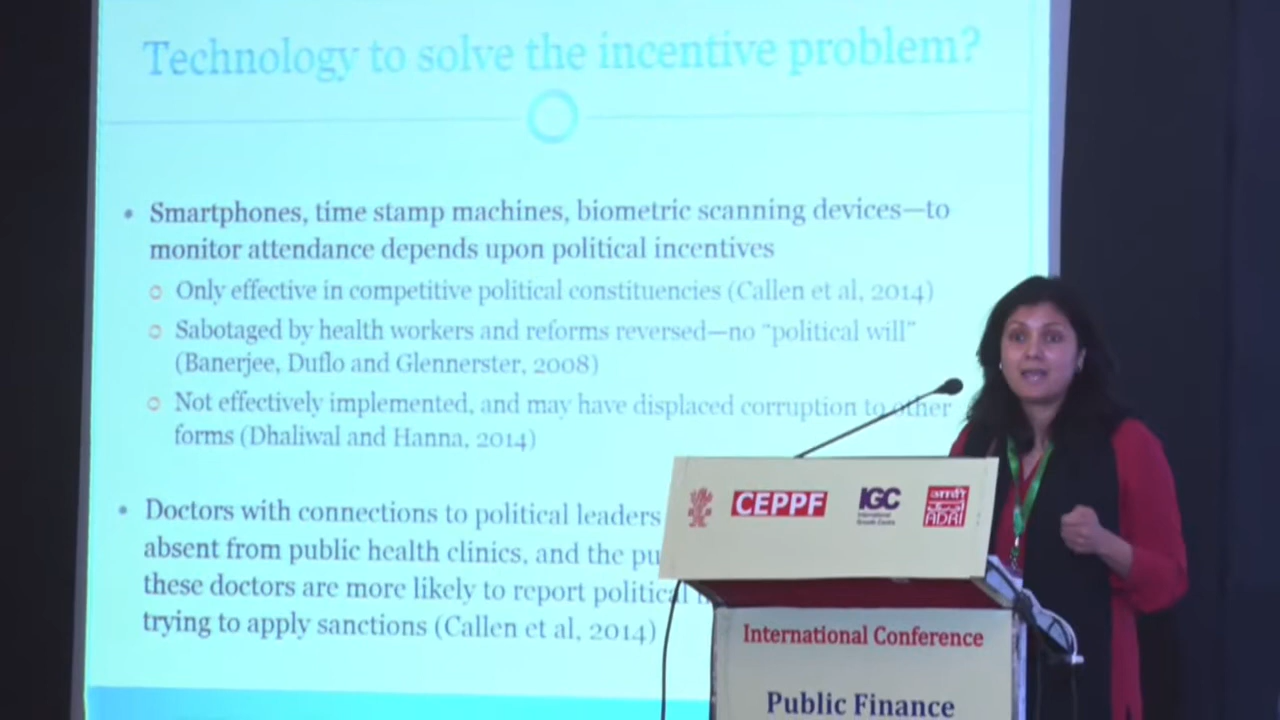 Technology to solve the incentive problem?
• Smartphones, time stamp machines, biometric scanning devices—to
monitor attendance depends upon political incentives
Only effective in competitive political constituencies (Callen et al, 2014)
Sabotaged by health workers and reforms reversed—no “political will”
(Banerjee, Duflo and Glennerster, 2008)
Not effectively implemented, and may have displaced corruption to other
forms (Dhaliwal and Hanna, 2014)
• Doctors with connections to political leaders
absent from public health clinics, and the
these doctors are more likely to report political
trying to apply sanctions (Callen et al, 2014)
CEPPF
IGC
International
Growth Centre
आद्री
ADRI
International Conference
Public Finance